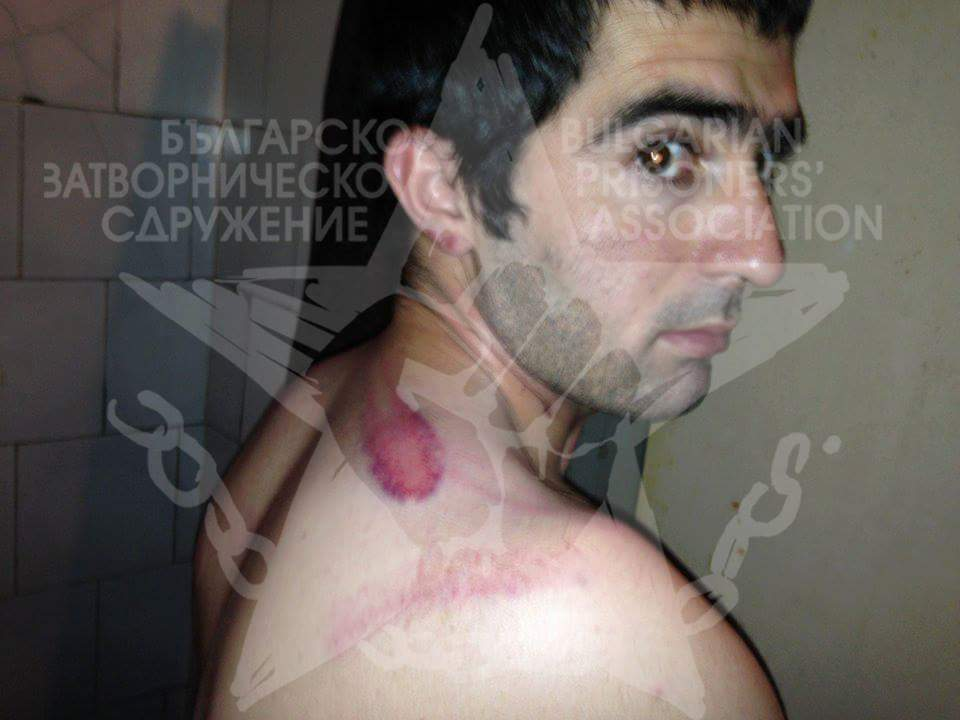 БЪЛГАРСКО
ЗАТВОРНИЧЕСКО
СДРУЖЕНИЕ
BULGARIAN
PRISONERS'
ASSOCIATION